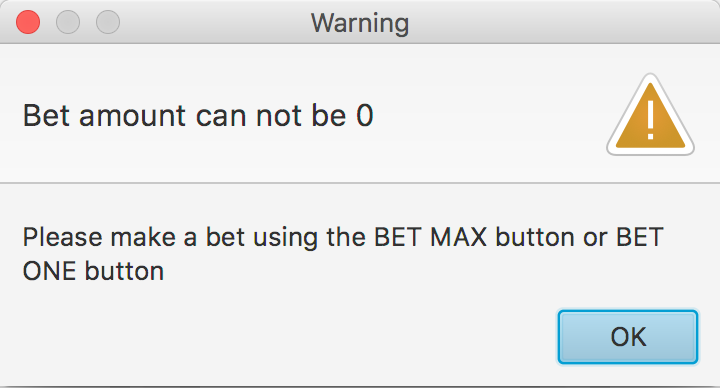 Warning
Bet amount can not be 0
Please make a bet using the BET MAX button or BET
ONE button
OK